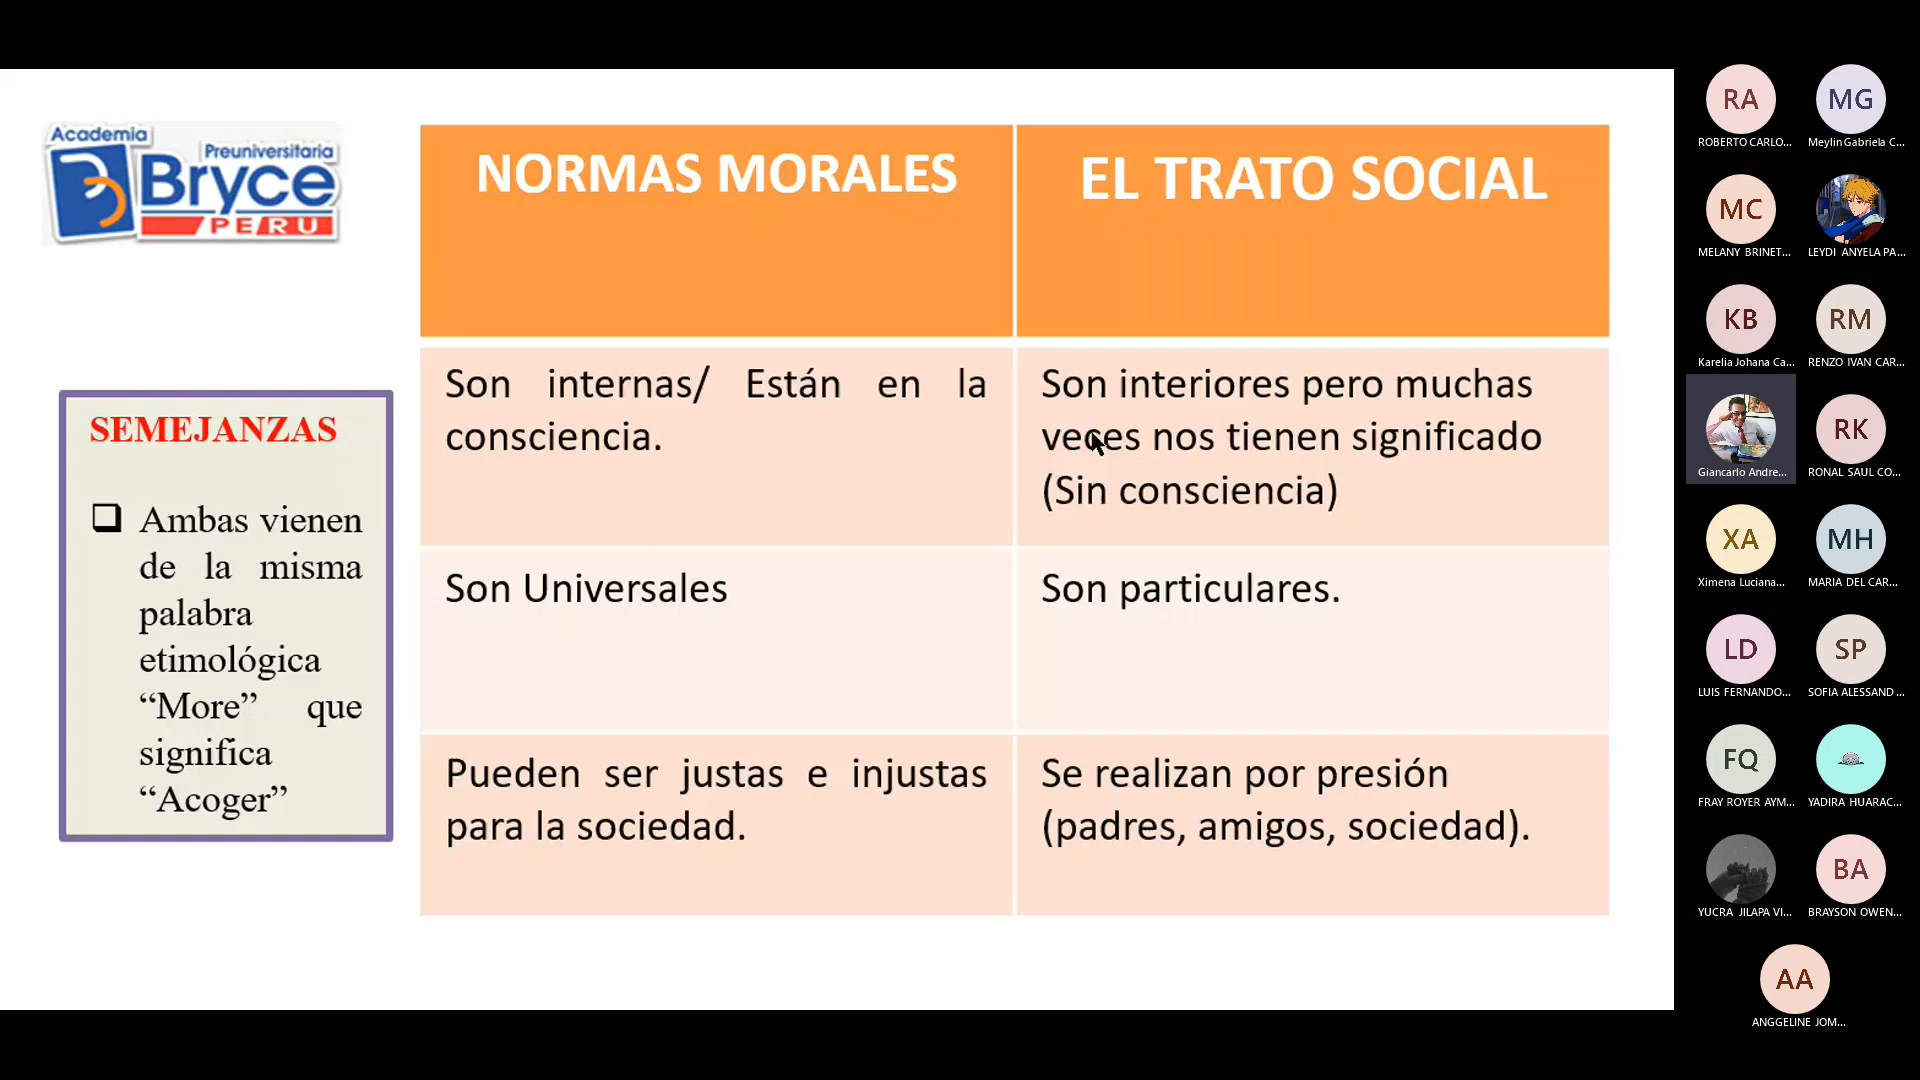 Academia
Preuniversitaria
Bryce
PERU
SEMEJANZAS
❑ Ambas vienen
de la misma
palabra
etimológica
“More” que
significa
“Acoger”
NORMAS MORALES
EL TRATO SOCIAL
Son internas/ Están en la
consciencia.
Son interiores pero muchas
veces nos tienen significado
(Sin consciencia)
Son Universales
Son particulares.
Pueden ser justas e injustas
para la sociedad.
Se realizan por presión
(padres, amigos, sociedad).
RA
ROBERTO CARLO...
MG
Meylin Gabriela C...
MC
MELANY BRINET...
LEYDI ANYELA PA...
KB
Karelia Johana Ca...
RM
RENZO IVAN CAR...
Giancarlo Andre...
RK
RONAL SAUL CO...
XA
Ximena Luciana...
MH
MARIA DEL CAR...
LD
LUIS FERNANDO...
SP
SOFIA ALESSAND...
FQ
FRAY ROYER AYM...
YADIRA HUARAC...
YUCRA JILAPA VI...
BA
BRAYSON OWEN...
AA
ANGGELINE JOM...